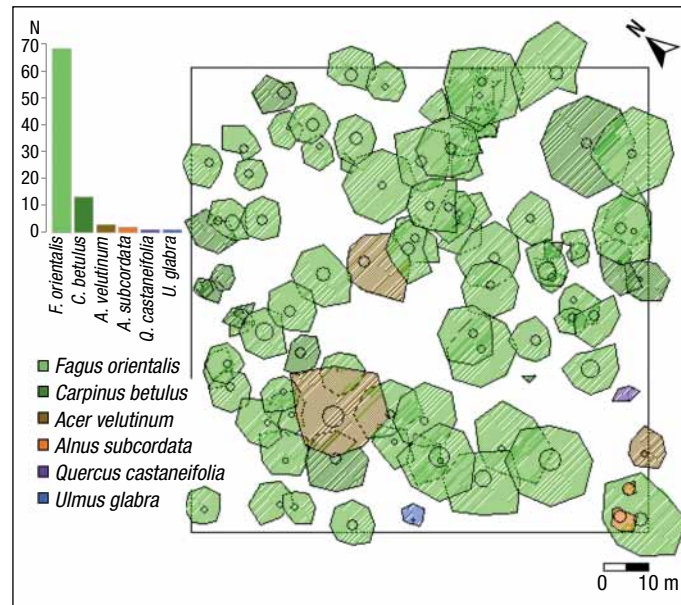 N
70
60
50
40
30
20
10
0
F. orientalis
C. betulus
A. velutinum
A. subcordata
Q. castaneifolia
U. glabra
Fagus orientalis
Carpinus betulus
Acer velutinum
Alnus subcordata
Quercus castaneifolia
Ulmus glabra
N
0 10 m